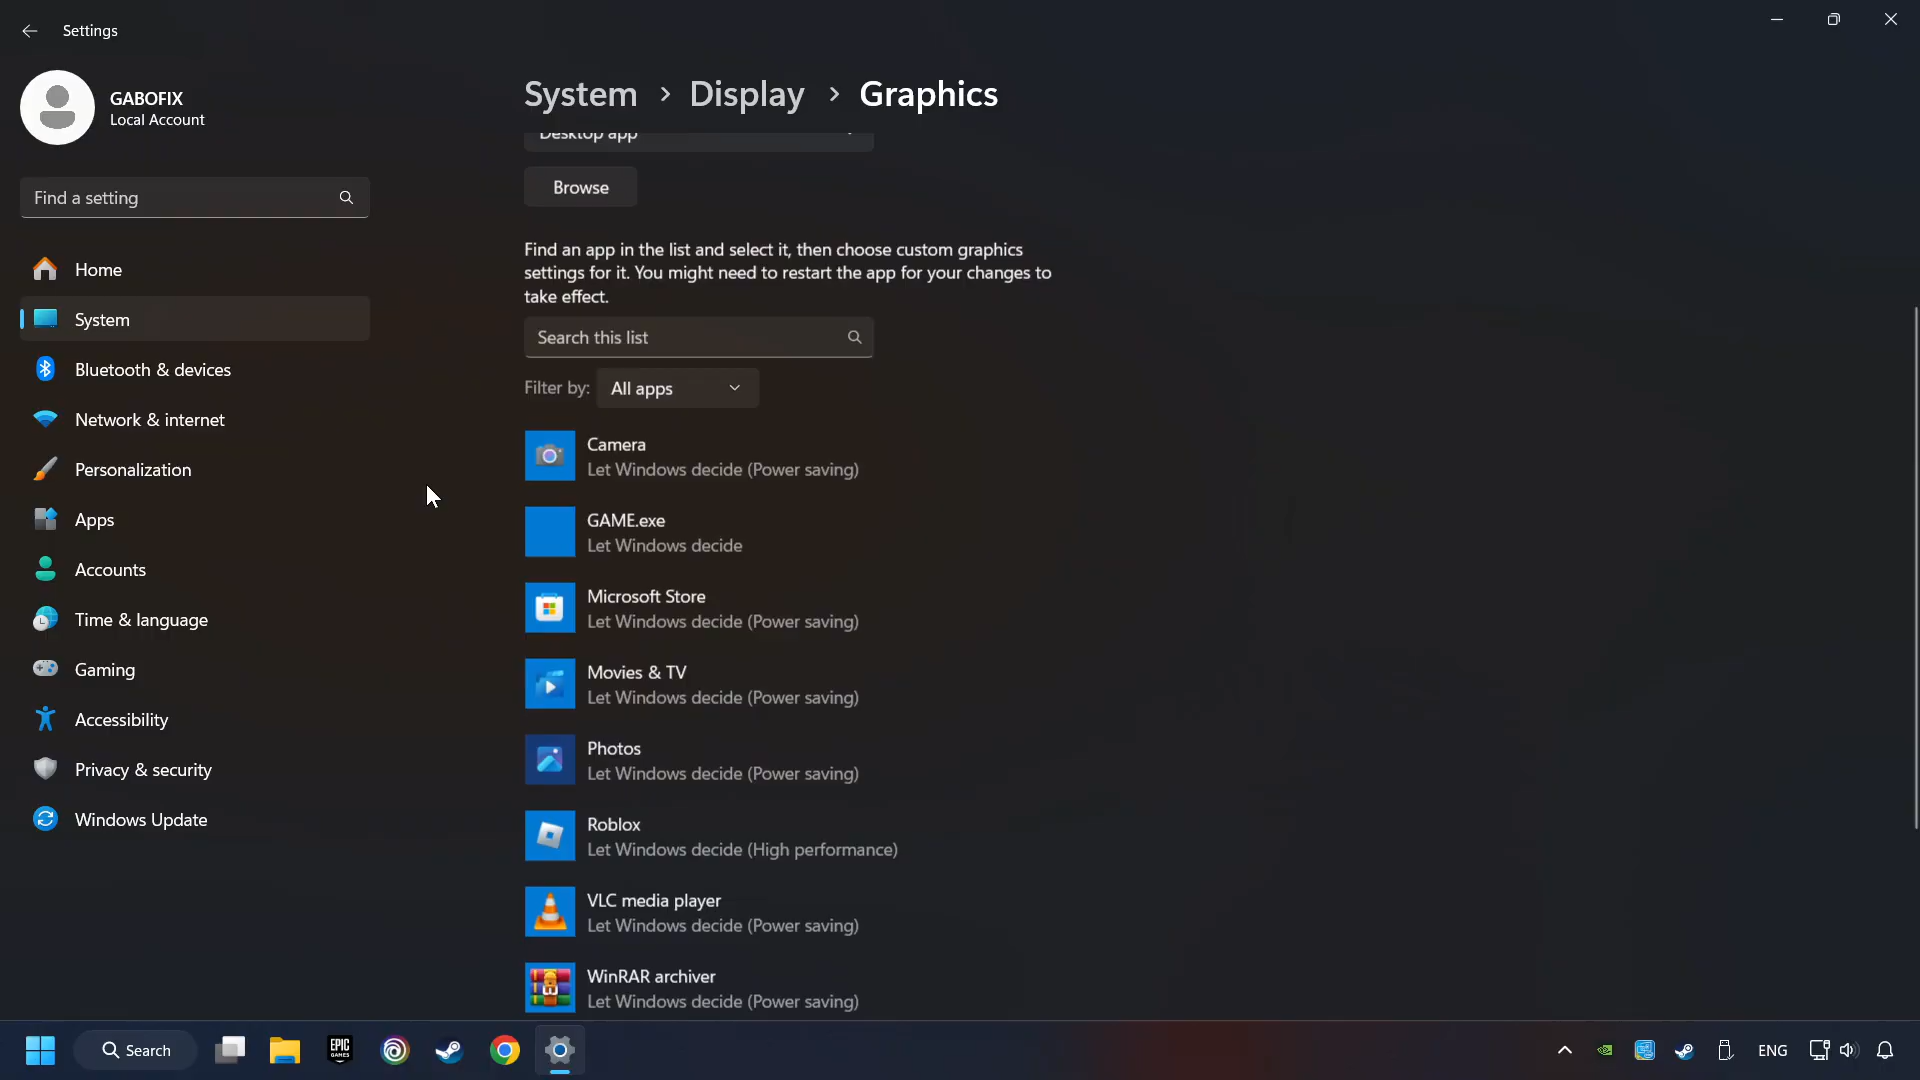 Settings
GABOFIX
Local Account
Find a setting
Home
System
Bluetooth & devices
Network & internet
Personalization
Apps
Accounts
Time & language
Gaming
Accessibility
Privacy & security
Windows Update
System > Display > Graphics
Desktop app
Browse
Find an app in the list and select it, then choose custom graphics
settings for it. You might need to restart the app for your changes to
take effect.
Search this list
Filter by: All apps
Camera
Let Windows decide (Power saving)
GAME.exe
Let Windows decide
Microsoft Store
Let Windows decide (Power saving)
Movies & TV
Let Windows decide (Power saving)
Photos
Let Windows decide (Power saving)
Roblox
Let Windows decide (High performance)
VLC media player
Let Windows decide (Power saving)
WinRAR archiver
Let Windows decide (Power saving)
Search
EPIC
GAMES
ENG